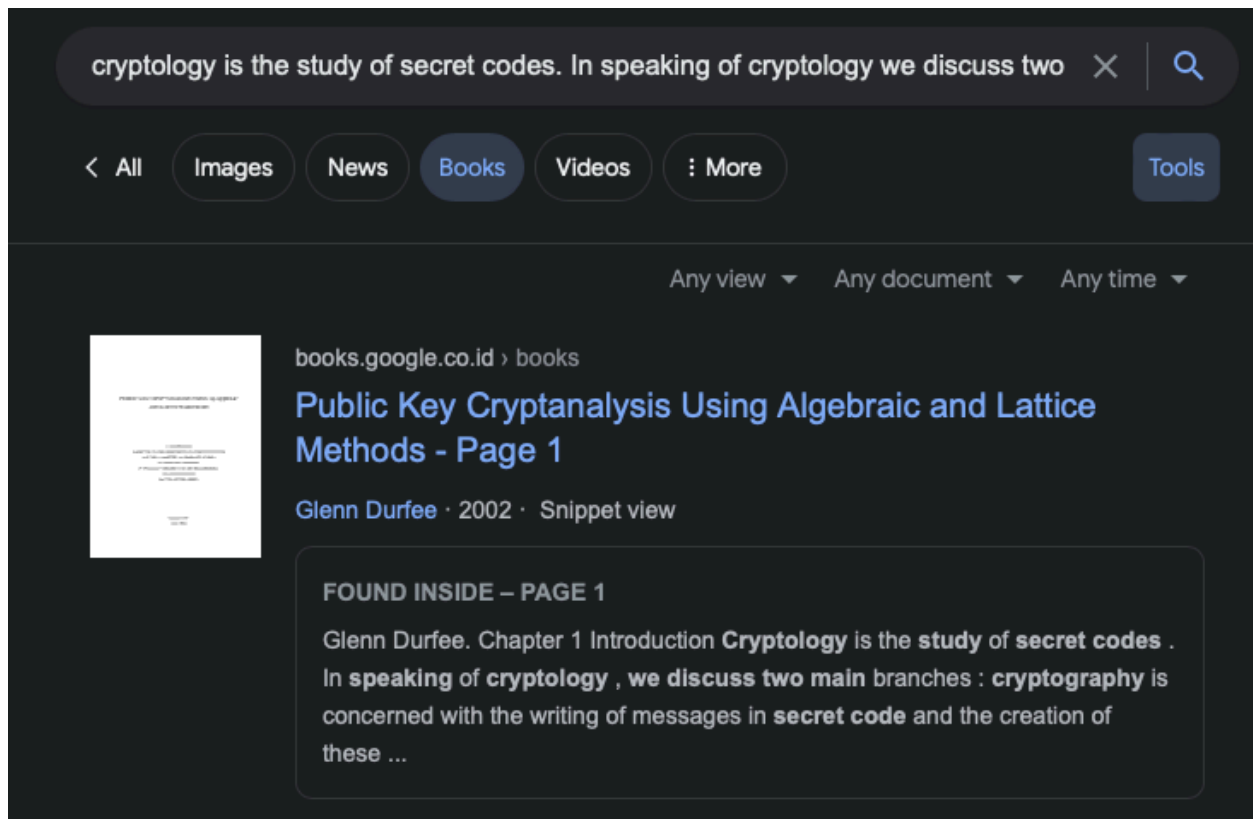 cryptology is the study of secret codes. In speaking of cryptology we discuss two
All Images News Books Videos More Tools
Any view Any document Any time
books.google.co.id › books
Public Key Cryptanalysis Using Algebraic and Lattice
Methods - Page 1
Glenn Durfee · 2002 · Snippet view
FOUND INSIDE – PAGE 1
Glenn Durfee. Chapter 1 Introduction Cryptology is the study of secret codes .
In speaking of cryptology , we discuss two main branches : cryptography is
concerned with the writing of messages in secret code and the creation of
these ...